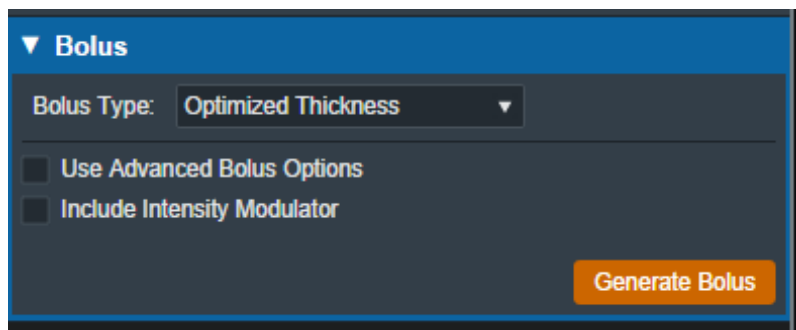 Bolus
Bolus Type: Optimized Thickness
Use Advanced Bolus Options
Include Intensity Modulator
Generate Bolus